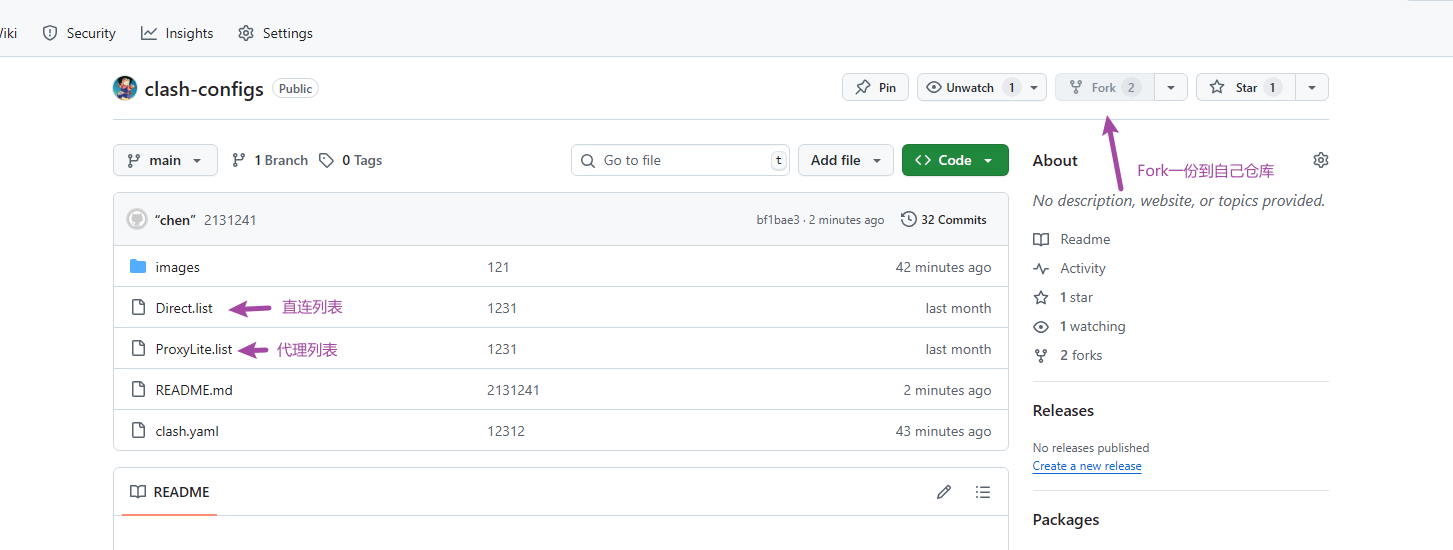 Wiki Security Insights Settings
clash-configs Public Pin Unwatch 1 Fork 2 Star 1
main 1 Branch 0 Tags Go to file t Add file Code About
Fork一份到自己仓库
No description, website, or topics provided.
“chen” 2131241 bf1bae3 · 2 minutes ago 32 Commits
Readme
images 121 42 minutes ago
Activity
Direct.list 直连列表 1231 last month
1 star
1 watching
ProxyLite.list 代理列表 1231 last month
2 forks
README.md 2131241 2 minutes ago
Releases
clash.yaml 12312 43 minutes ago
No releases published
Create a new release
README
Packages